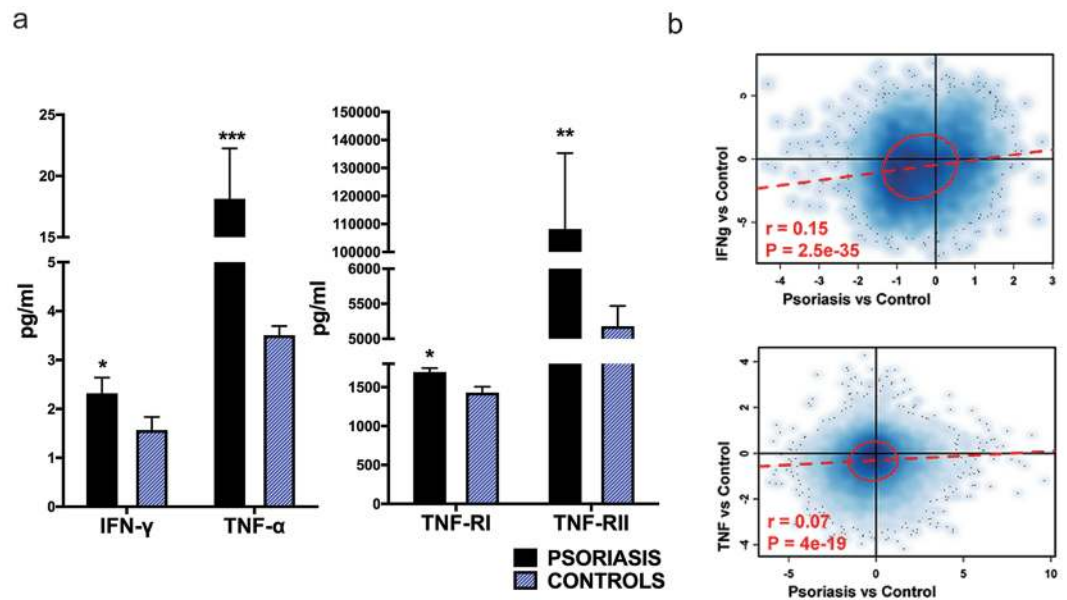 a
25
20
15
5
4
3
2
1
0
pg/ml
*
***
IFN-γ
TNF-α
150000
140000
130000
120000
110000
100000
6000
5500
5000
1500
1000
500
0
pg/ml
*
**
TNF-RI
TNF-RII
PSORIASIS
CONTROLS
b
IFNg vs Control
5
0
-5
r = 0.15
P = 2.5e-35
-4 -3 -2 -1 0 1 2 3
Psoriasis vs Control
TNF vs Control
4
2
0
-2
-4
r = 0.07
P = 4e-19
-5 0 5 10
Psoriasis vs Control